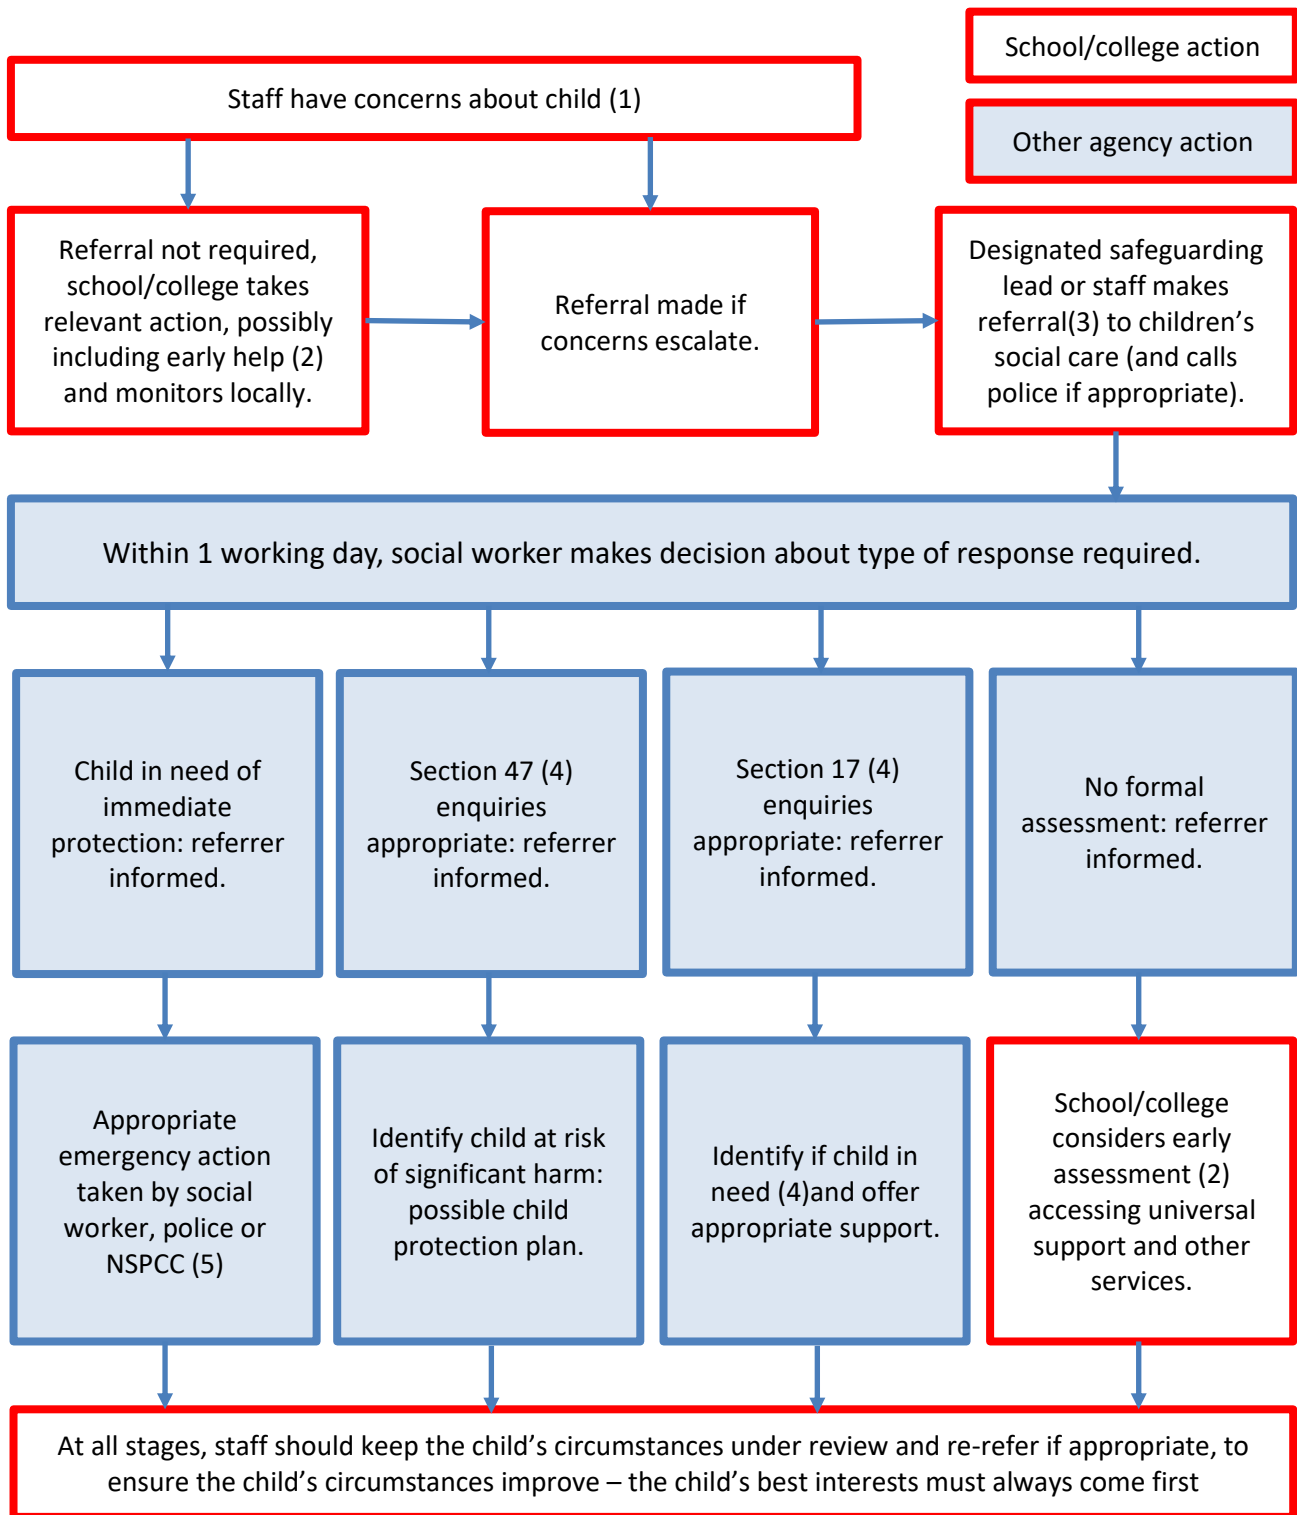 School/college action
Staff have concerns about child (1)
Other agency action
Referral not required,
school/college takes
relevant action, possibly
including early help (2)
and monitors locally.
Referral made if
concerns escalate.
Designated safeguarding
lead or staff makes
referral(3) to children’s
social care (and calls
police if appropriate).
Within 1 working day, social worker makes decision about type of response required.
Child in need of
immediate
protection: referrer
informed.
Section 47 (4)
enquiries
appropriate: referrer
informed.
Section 17 (4)
enquiries
appropriate: referrer
informed.
No formal
assessment: referrer
informed.
Appropriate
emergency action
taken by social
worker, police or
NSPCC (5)
Identify child at risk
of significant harm:
possible child
protection plan.
Identify if child in
need (4)and offer
appropriate support.
School/college
considers early
assessment (2)
accessing universal
support and other
services.
At all stages, staff should keep the child’s circumstances under review and re-refer if appropriate, to
ensure the child’s circumstances improve – the child’s best interests must always come first